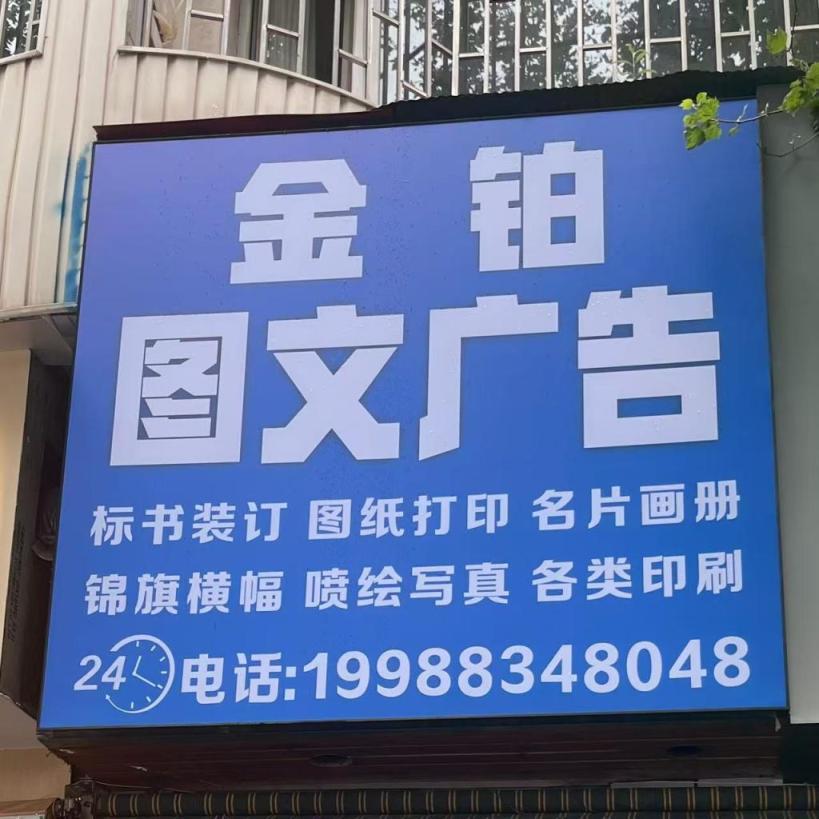 金铂
图文广告
标书装订 图纸打印 名片画册
锦旗横幅 喷绘写真 各类印刷
24 电话:19988348048